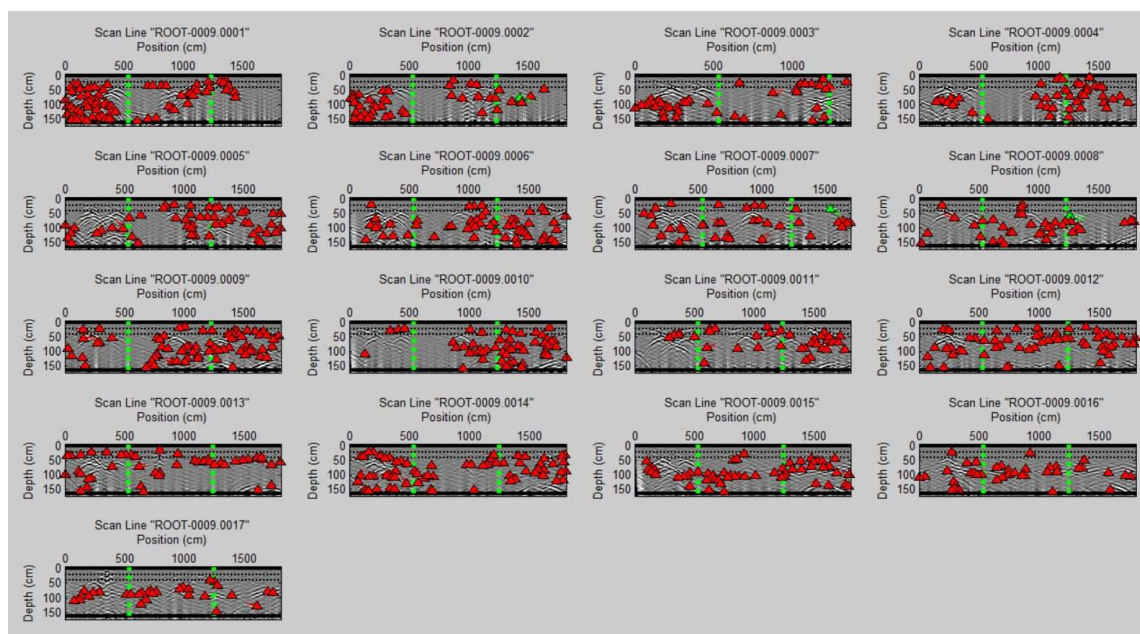 Scan Line "ROOT-0009.0001"
Position (cm)
0 500 1000 1500
Depth (cm)
0
50
100
150
Scan Line "ROOT-0009.0002"
Position (cm)
0 500 1000 1500
Depth (cm)
0
50
100
150
Scan Line "ROOT-0009.0003"
Position (cm)
0 500 1000
Depth (cm)
0
50
100
150
Scan Line "ROOT-0009.0004"
Position (cm)
0 500 1000 1500
Depth (cm)
0
50
100
150
Scan Line "ROOT-0009.0005"
Position (cm)
0 500 1000 1500
Depth (cm)
0
50
100
150
Scan Line "ROOT-0009.0006"
Position (cm)
0 500 1000 1500
Depth (cm)
0
50
100
150
Scan Line "ROOT-0009.0007"
Position (cm)
0 500 1000 1500
Depth (cm)
0
50
100
150
Scan Line "ROOT-0009.0008"
Position (cm)
0 500 1000 1500
Depth (cm)
0
50
100
150
Scan Line "ROOT-0009.0009"
Position (cm)
0 500 1000 1500
Depth (cm)
0
50
100
150
Scan Line "ROOT-0009.0010"
Position (cm)
0 500 1000 1500
Depth (cm)
0
50
100
150
Scan Line "ROOT-0009.0011"
Position (cm)
0 500 1000 1500
Depth (cm)
0
50
100
150
Scan Line "ROOT-0009.0012"
Position (cm)
0 500 1000 1500
Depth (cm)
0
50
100
150
Scan Line "ROOT-0009.0013"
Position (cm)
0 500 1000 1500
Depth (cm)
0
50
100
150
Scan Line "ROOT-0009.0014"
Position (cm)
0 500 1000 1500
Depth (cm)
0
50
100
150
Scan Line "ROOT-0009.0015"
Position (cm)
0 500 1000 1500
Depth (cm)
0
50
100
150
Scan Line "ROOT-0009.0016"
Position (cm)
0 500 1000 1500
Depth (cm)
0
50
100
150
Scan Line "ROOT-0009.0017"
Position (cm)
0 500 1000 1500
Depth (cm)
0
50
100
150